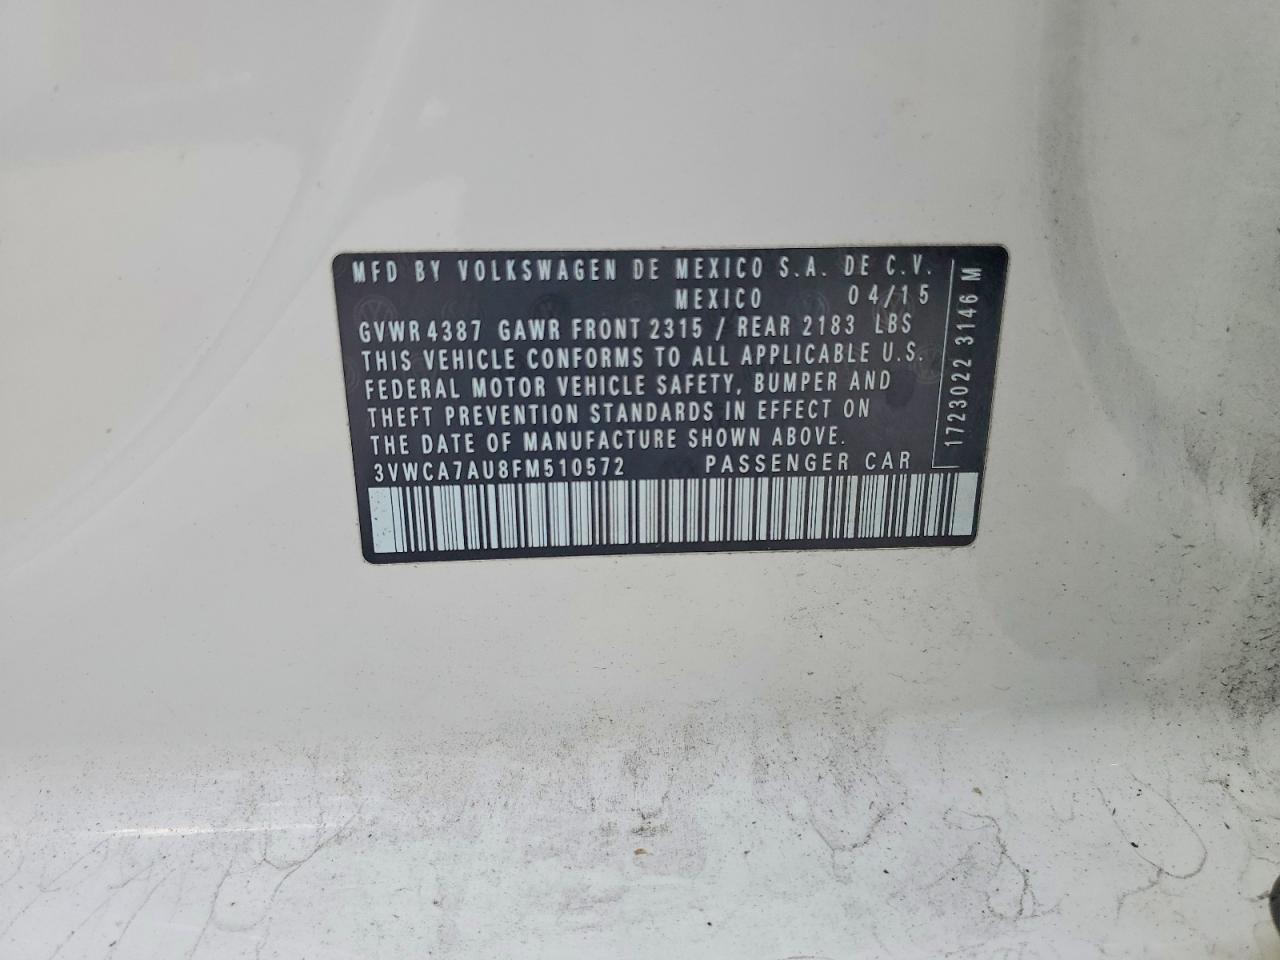 MFD BY VOLKSWAGEN DE MEXICO S.A. DE C.V.
MEXICO 04/15
GVWR 4387 GAWR FRONT 2315 / REAR 2183 LBS
THIS VEHICLE CONFORMS TO ALL APPLICABLE U.S.
FEDERAL MOTOR VEHICLE SAFETY, BUMPER AND
THEFT PREVENTION STANDARDS IN EFFECT ON
THE DATE OF MANUFACTURE SHOWN ABOVE.
3VWCA7AU8FM510572 PASSENGER CAR
1723022 3146 M